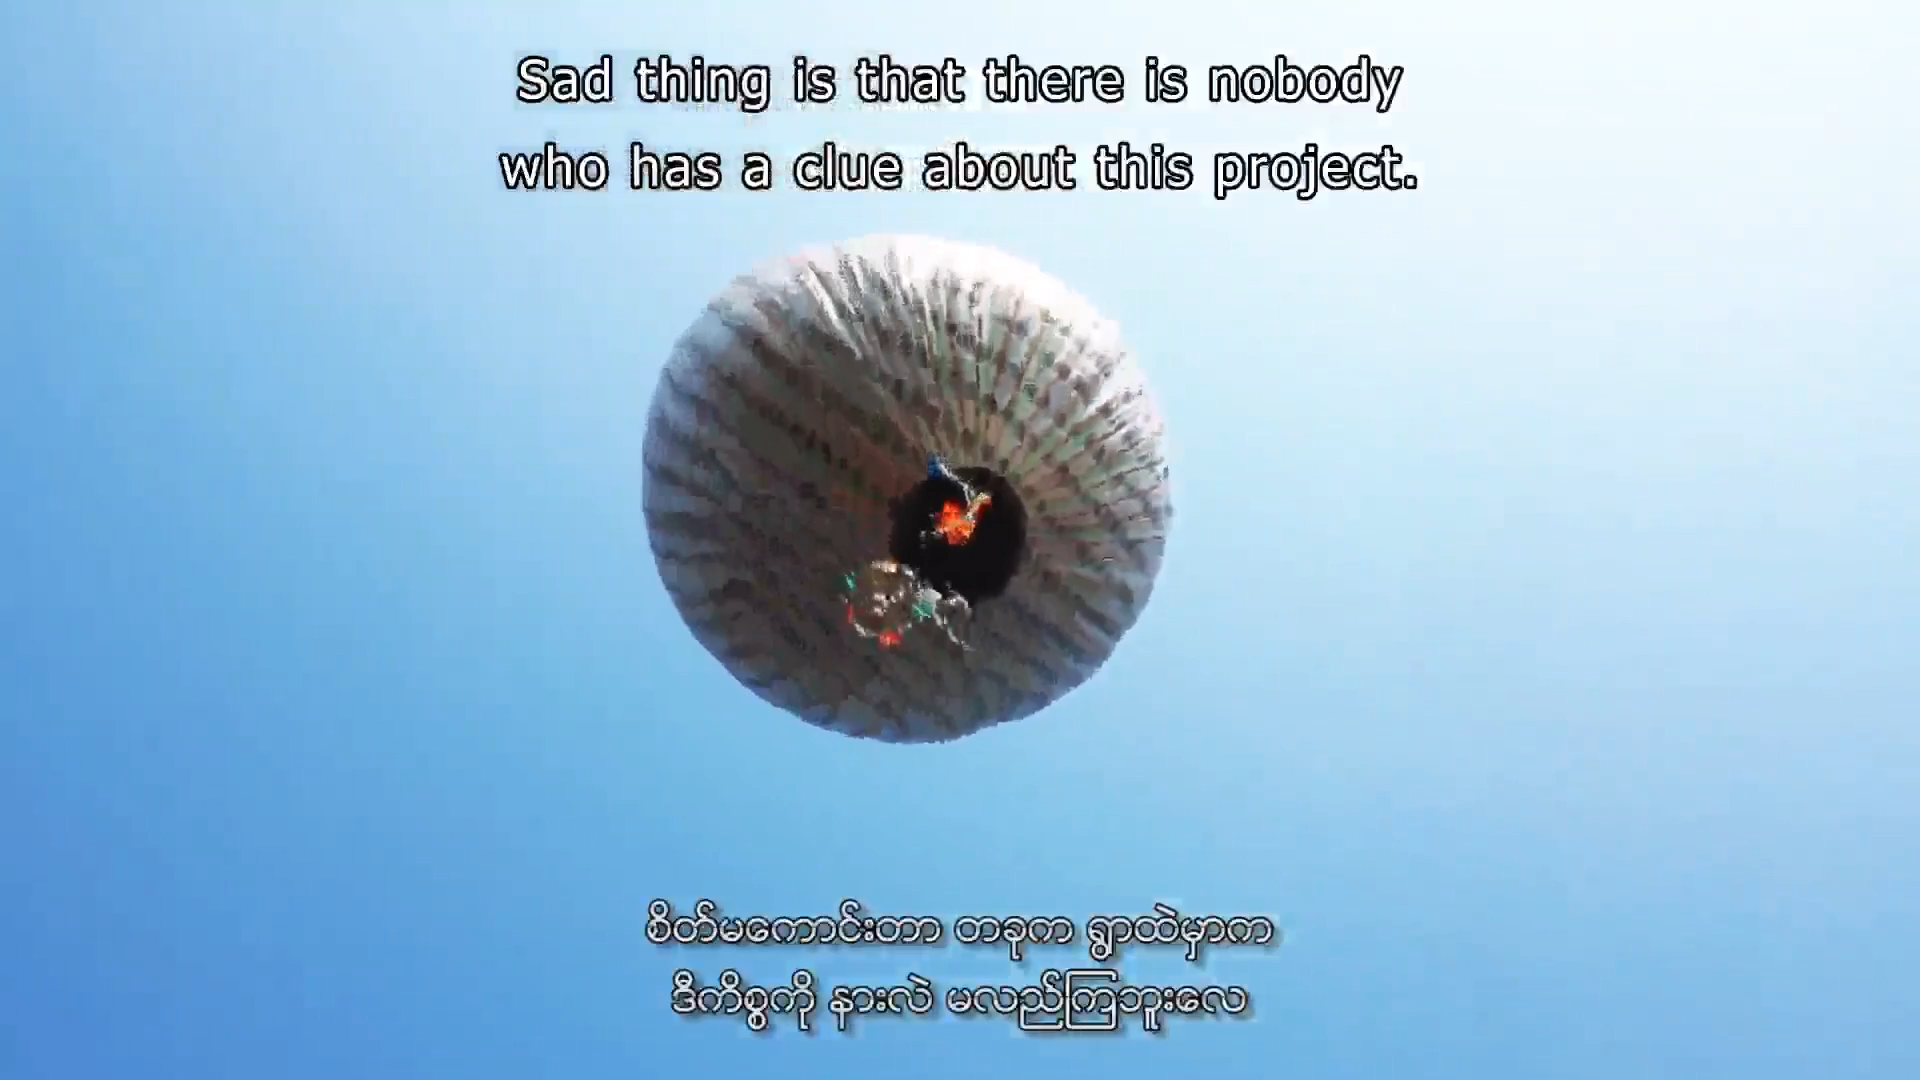 Sad thing is that there is nobody
who has a clue about this project.
စိတ်မကောင်းတာ တခုက ရွာထဲမှာက
ဒီကိစ္စကို နားလဲ မလည်ကြဘူးလေ